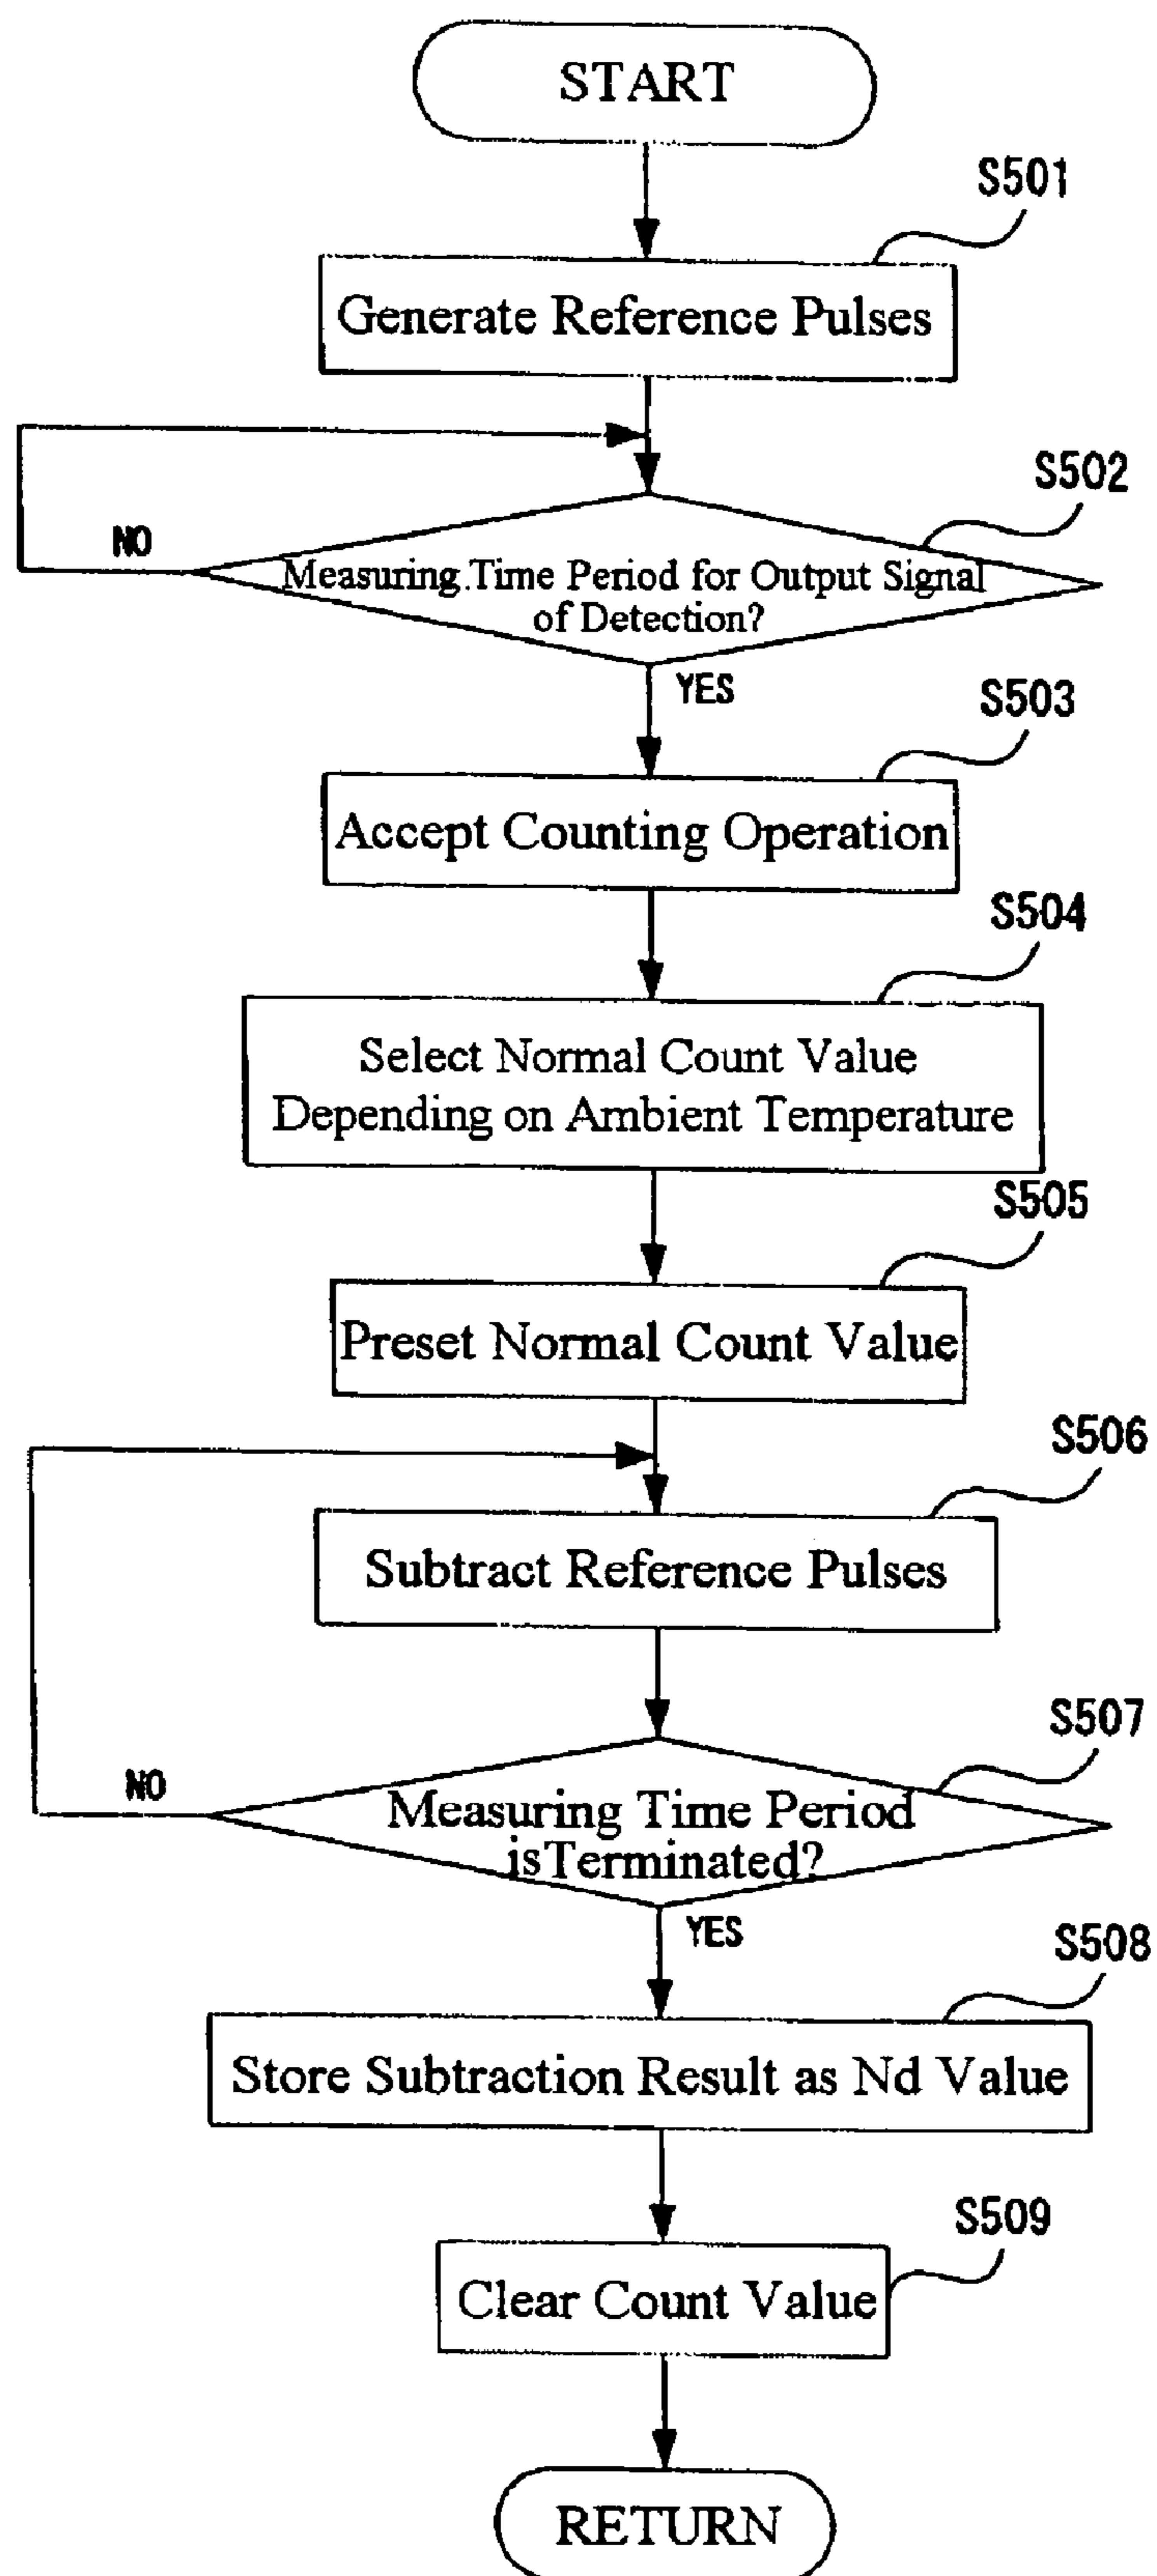 START
S501
Generate Reference Pulses
S502
NO
Measuring.Time Period for Output Signal
of Detection?
YES
S503
Accept Counting Operation
S504
Select Normal Count Value
Depending on Ambient Temperature
S505
Preset Normal Count Value
S506
Subtract Reference Pulses
S507
NO
Measuring Time Period
isTerminated?
YES
S508
Store Subtraction Result as Nd Value
S509
Clear Count Value
RETURN